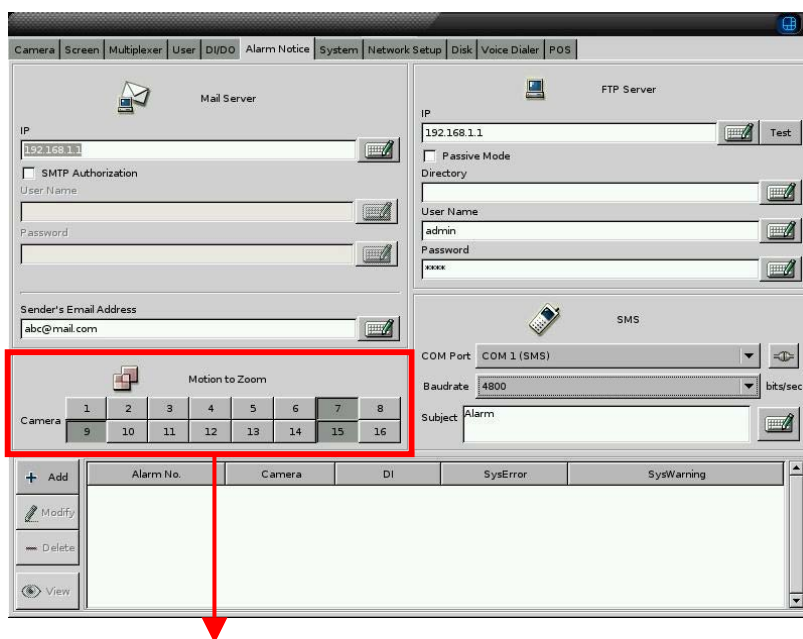 Camera Screen Multiplexer User DI/DO Alarm Notice System Network Setup Disk Voice Dialer POS
Mail Server
IP
192.168.1.1
SMTP Authorization
User Name
Password
Sender's Email Address
abc@mail.com
FTP Server
IP
192.168.1.1
Test
Passive Mode
Directory
User Name
admin
Password
****
Motion to Zoom
Camera
1 2 3 4 5 6 7 8
9 10 11 12 13 14 15 16
SMS
COM Port COM 1 (SMS)
Baudrate 4800 bits/sec
Subject Alarm
+ Add
Modify
Delete
View
Alarm No. Camera DI SysError SysWarning